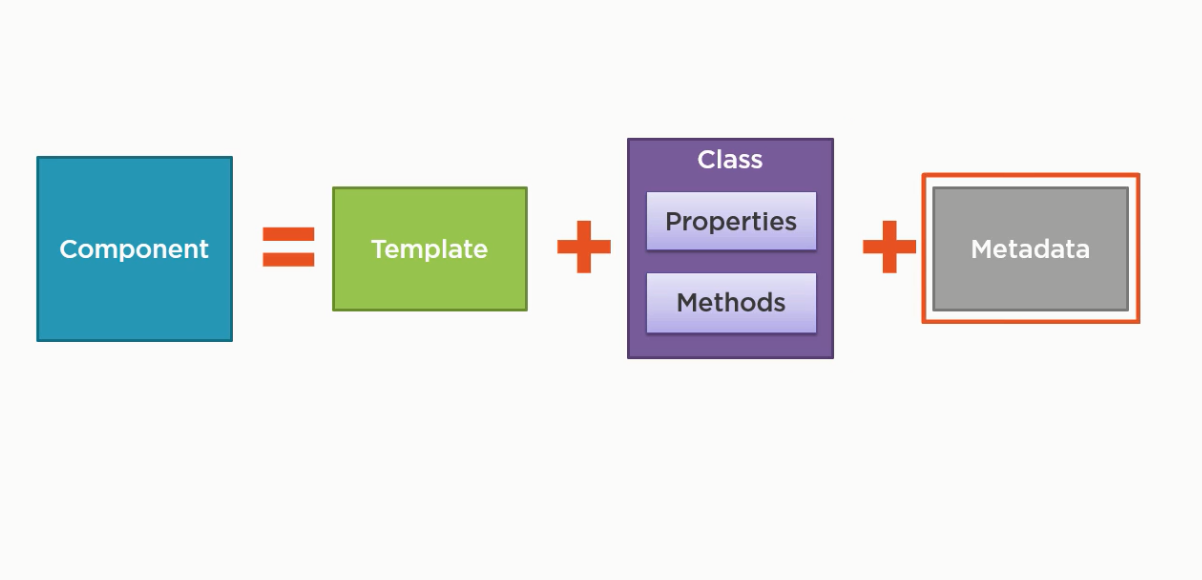 Component
=
Template
+
Class
Properties
Methods
+
Metadata